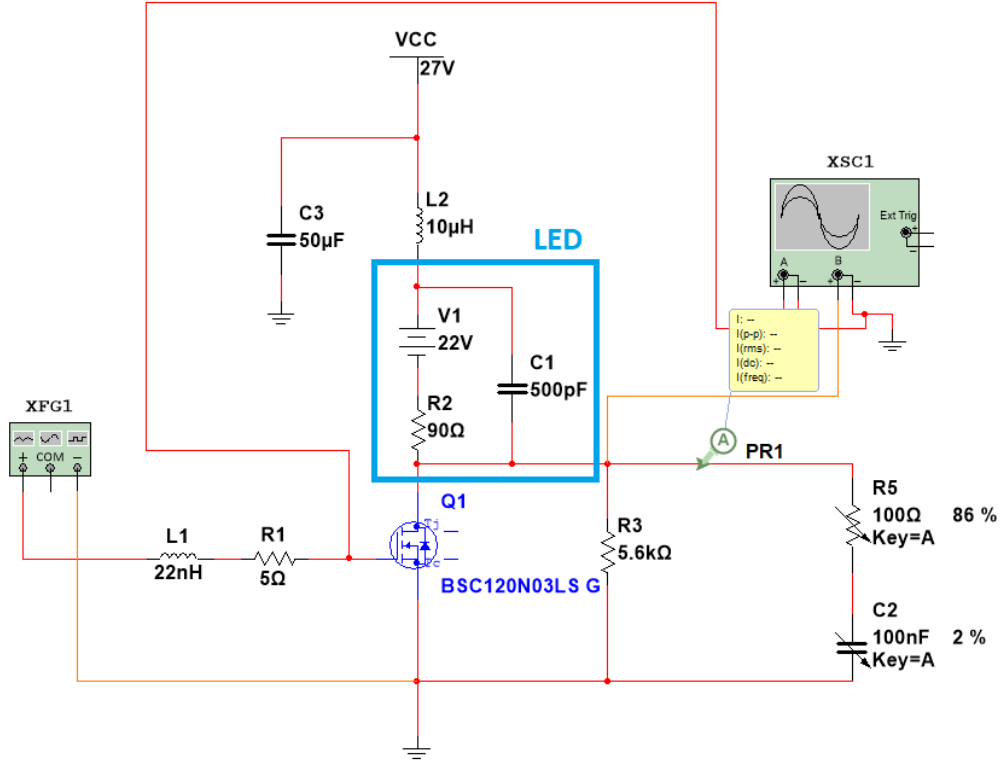 VCC
27V
XSC1
L2
10µH
C3
50µF
Ext Trig
+
−
LED
A
B
+
−
+
−
V1
22V
I: --
I(p-p): --
I(rms): --
I(dc): --
I(freq): --
C1
500pF
R2
90Ω
XFG1
+
COM
−
A
PR1
Q1
Tj
Tc
R5
100Ω
86 %
Key=A
R3
5.6kΩ
L1
22nH
R1
5Ω
BSC120N03LS G
C2
100nF
2 %
Key=A